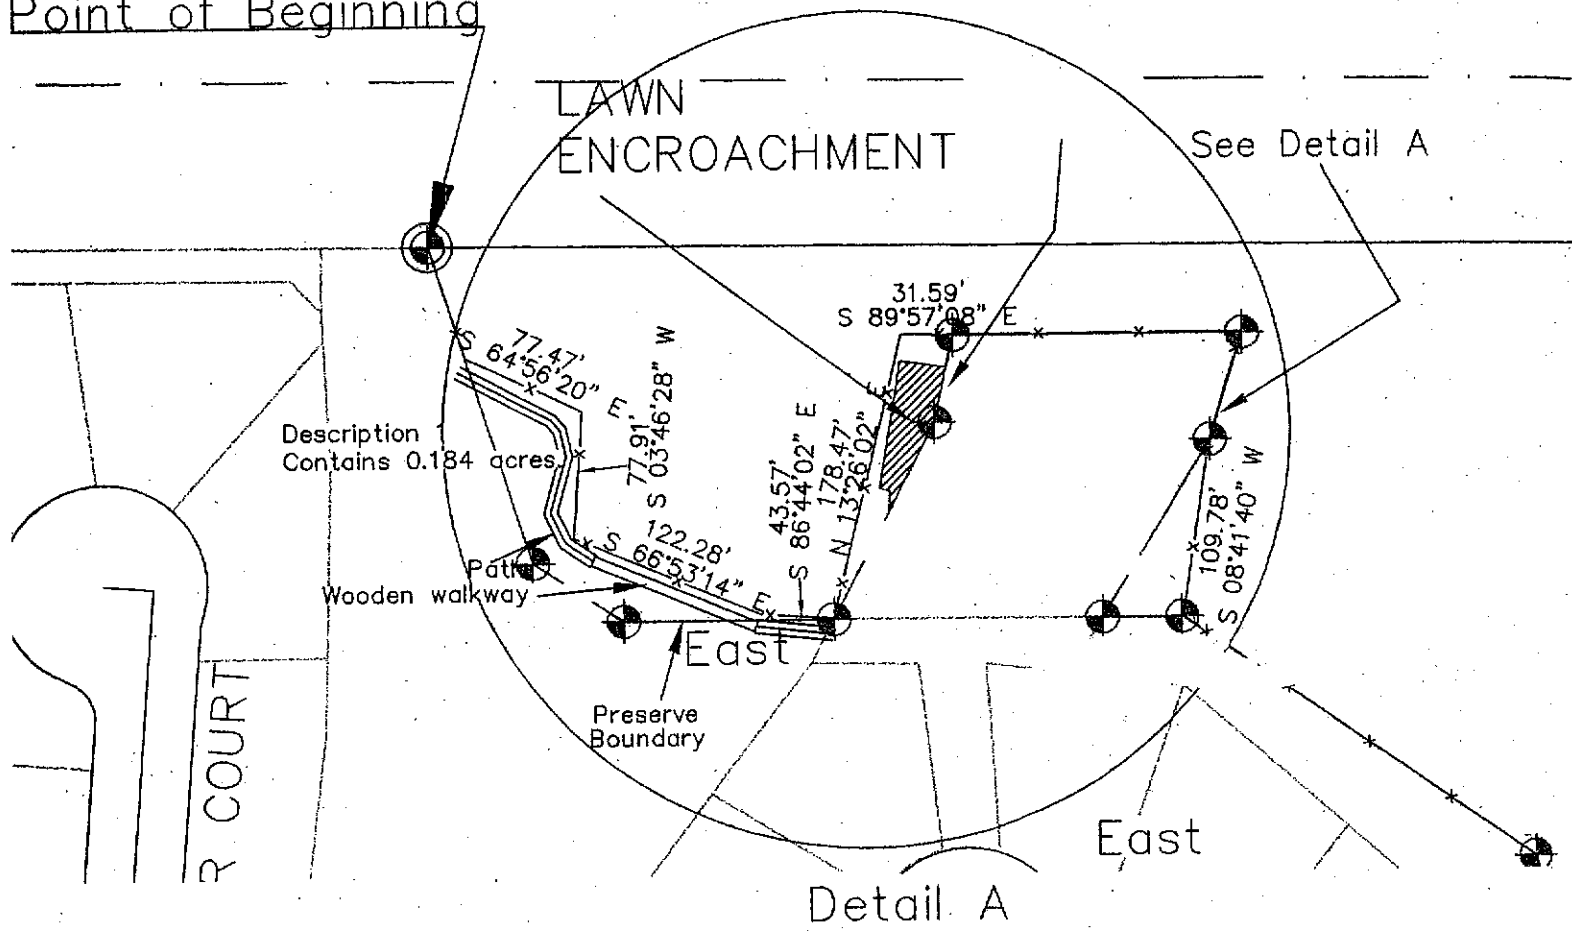 Point of Beginning
LAWN
ENCROACHMENT
See Detail A
31.59'
S 89°57'08" E
77.47'
S 64°56'20" E
77.91'
S 03°46'28" W
Description 1
Contains 0.184 acres
43.57'
S 86°44'02" E
178.47'
N 13°26'02" E
109.78'
S 08°41'40" W
122.28'
S 66°53'14" E
Path
Wooden walkway
East
Preserve
Boundary
R COURT
East
Detail A